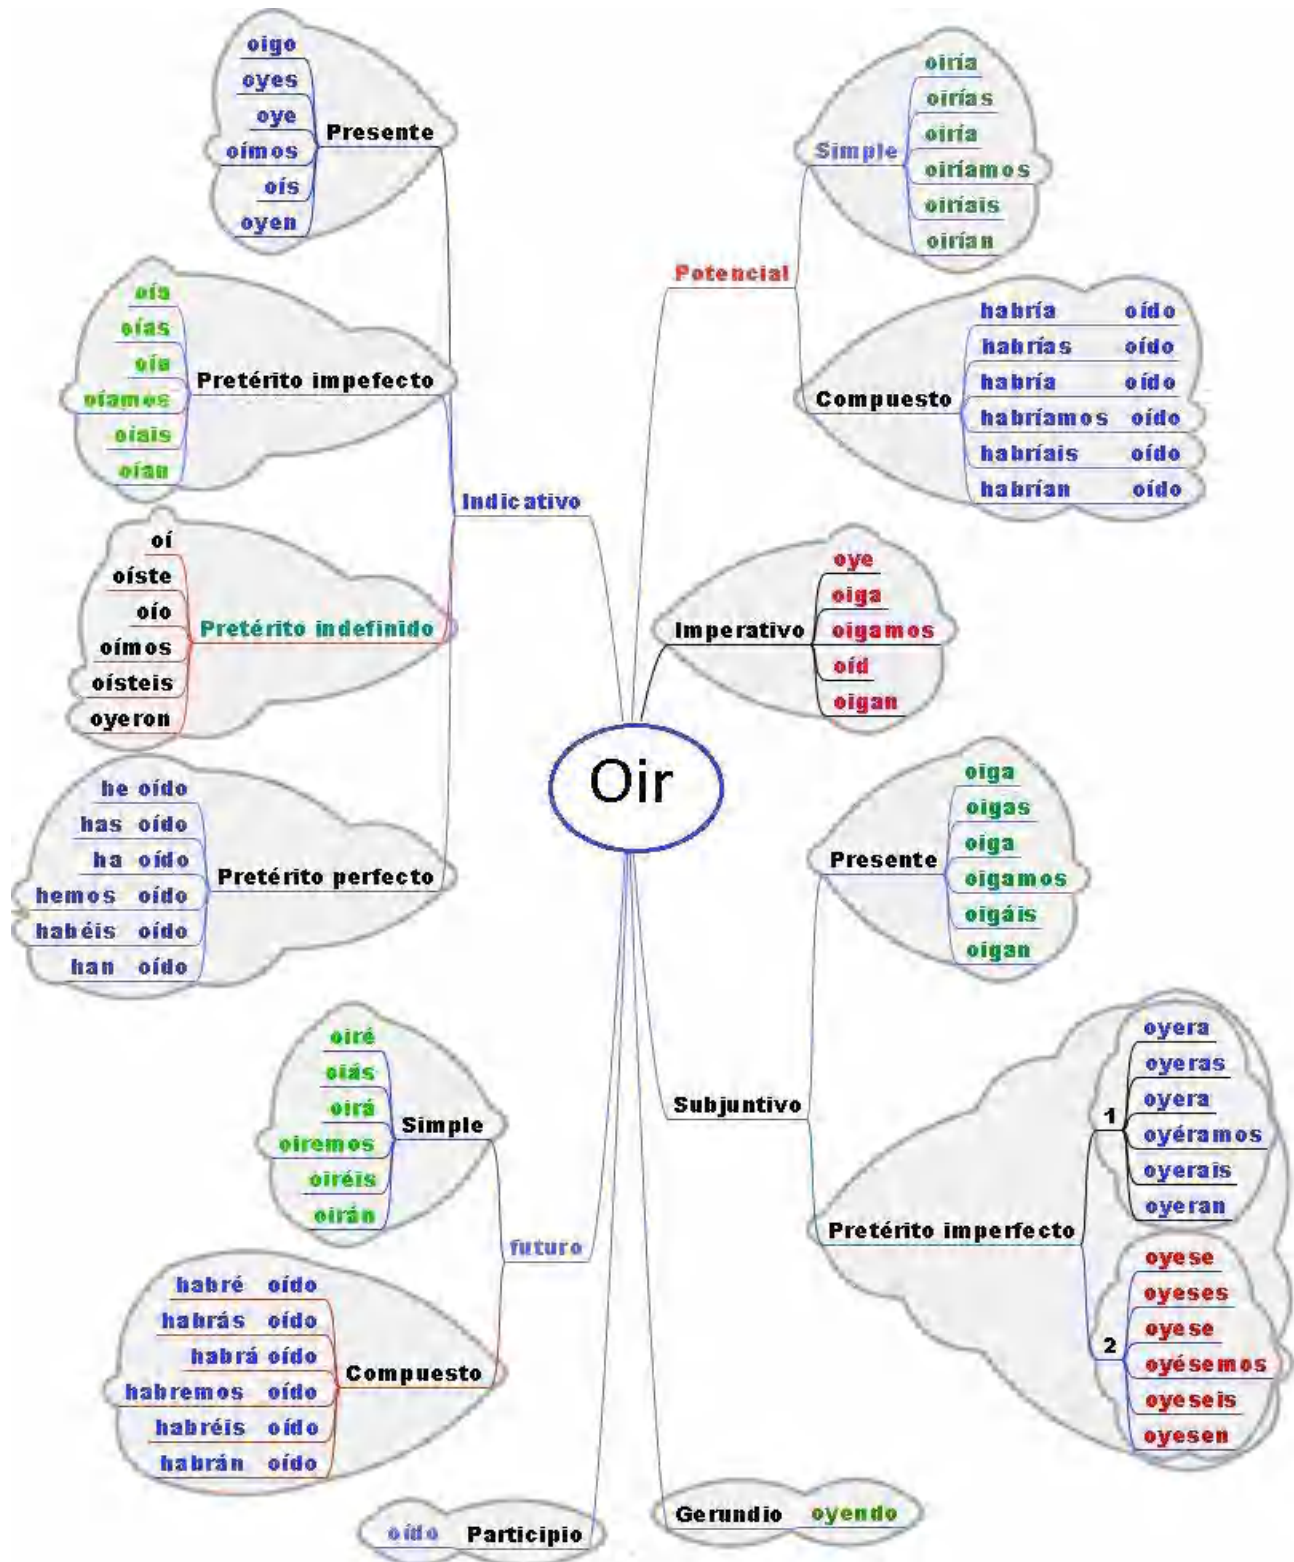 Oir
Indicativo
Presente
oigo
oyes
oye
oímos
oís
oyen
Pretérito impefecto
oía
oías
oía
oíamos
oíais
oían
Pretérito indefinido
oí
oíste
oío
oímos
oísteis
oyeron
Pretérito perfecto
he oído
has oído
ha oído
hemos oído
habéis oído
han oído
futuro
Simple
oiré
oiás
oirá
oiremos
oiréis
oirán
Compuesto
habré oído
habrás oído
habrá oído
habremos oído
habréis oído
habrán oído
Participio
oído
Potencial
Simple
oiría
oirías
oiría
oiríamos
oiríais
oirían
Compuesto
habría oído
habrías oído
habría oído
habríamos oído
habríais oído
habrían oído
Imperativo
oye
oiga
oigamos
oíd
oigan
Subjuntivo
Presente
oiga
oigas
oiga
oigamos
oigáis
oigan
Pretérito imperfecto
1
oyera
oyeras
oyera
oyéramos
oyerais
oyeran
2
oyese
oyeses
oyese
oyésemos
oyeseis
oyesen
Gerundio
oyendo